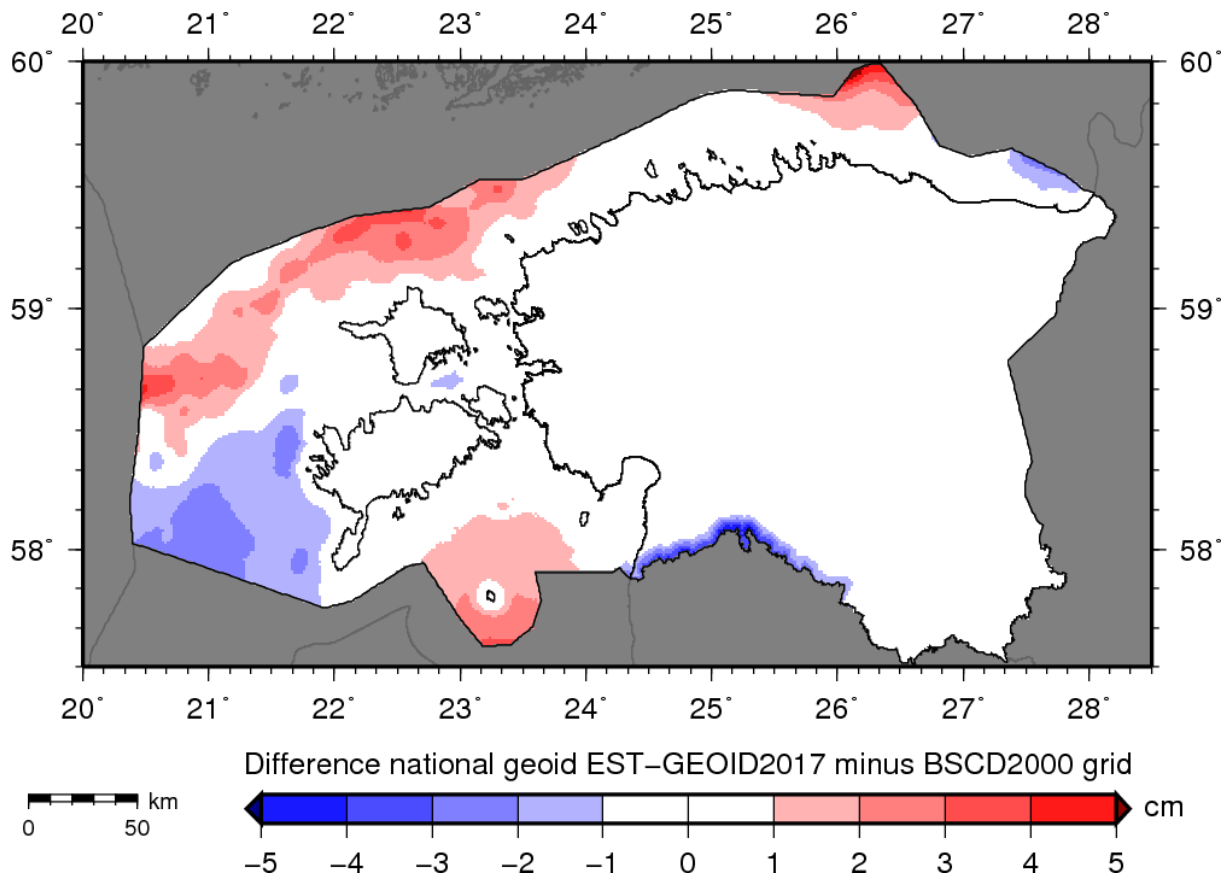 20˚ 21˚ 22˚ 23˚ 24˚ 25˚ 26˚ 27˚ 28˚
60˚ 60˚
59˚ 59˚
58˚ 58˚
20˚ 21˚ 22˚ 23˚ 24˚ 25˚ 26˚ 27˚ 28˚
Difference national geoid EST−GEOID2017 minus BSCD2000 grid
km
0 50
cm
−5 −4 −3 −2 −1 0 1 2 3 4 5